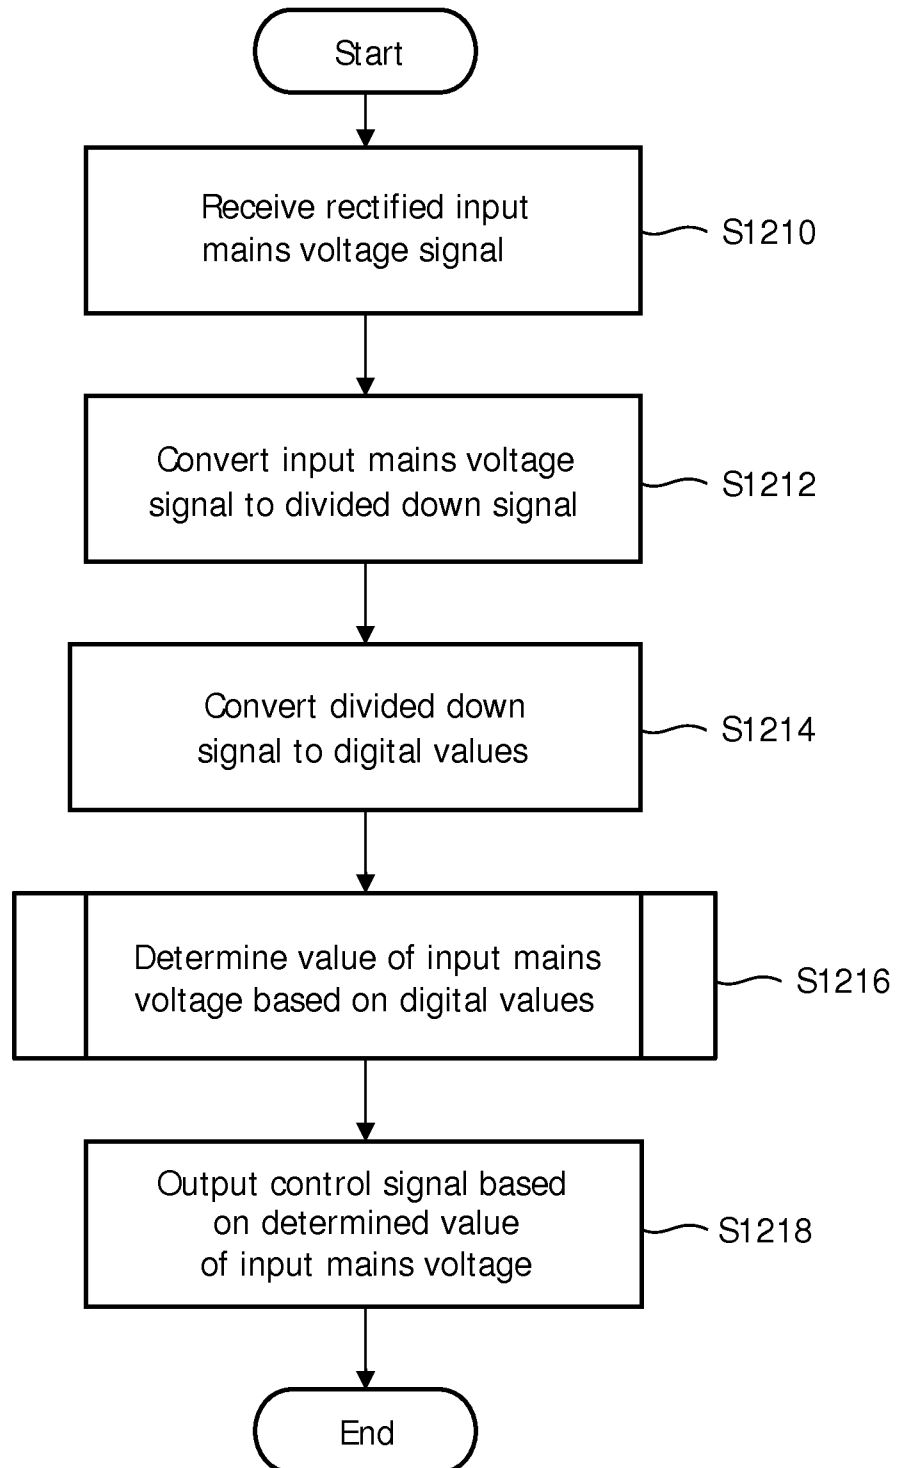 Start
Receive rectified input
mains voltage signal
S1210
Convert input mains voltage
signal to divided down signal
S1212
Convert divided down
signal to digital values
S1214
Determine value of input mains
voltage based on digital values
S1216
Output control signal based
on determined value
of input mains voltage
S1218
End